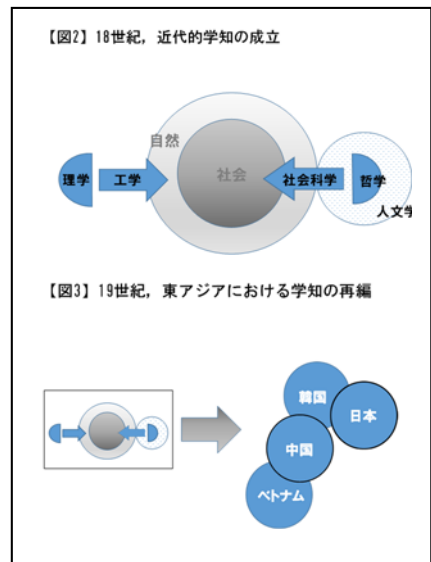 【図2】18世紀，近代的学知の成立
自然
社会
理学
工学
社会科学
哲学
人文学
【図3】19世紀，東アジアにおける学知の再編
韓国
日本
中国
ベトナム